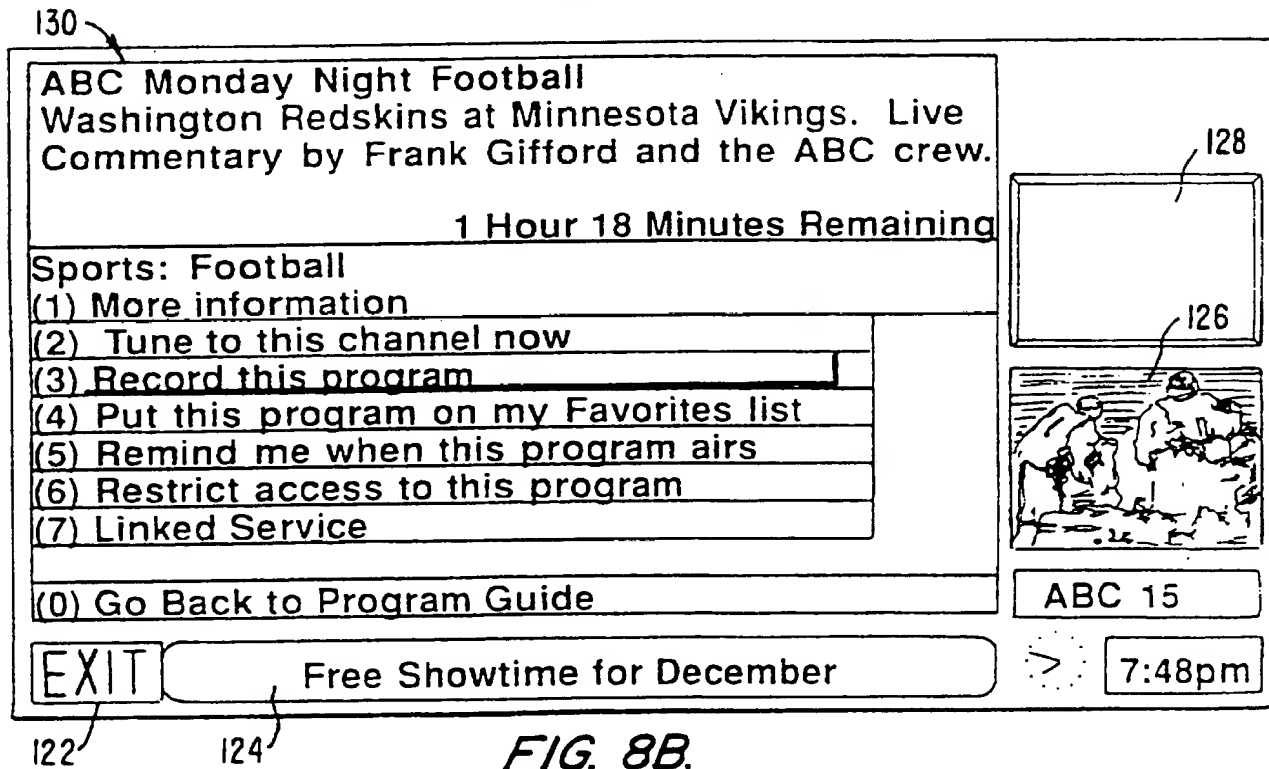 130
ABC Monday Night Football
Washington Redskins at Minnesota Vikings. Live
Commentary by Frank Gifford and the ABC crew.
1 Hour 18 Minutes Remaining
Sports: Football
(1) More information
(2) Tune to this channel now
(3) Record this program
(4) Put this program on my Favorites list
(5) Remind me when this program airs
(6) Restrict access to this program
(7) Linked Service
(0) Go Back to Program Guide
128
126
ABC 15
EXIT
Free Showtime for December
7:48pm
122
124
FIG. 8B.